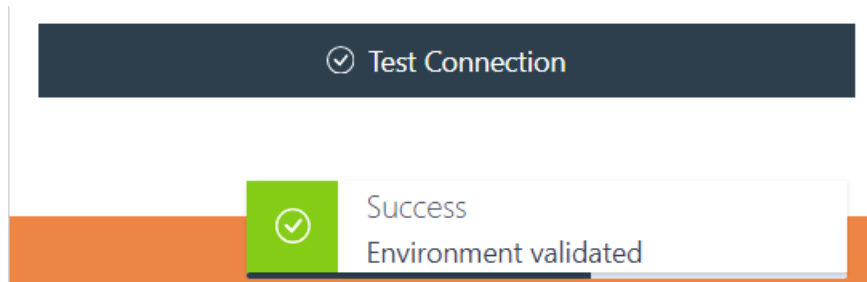 Test Connection
Success
Environment validated